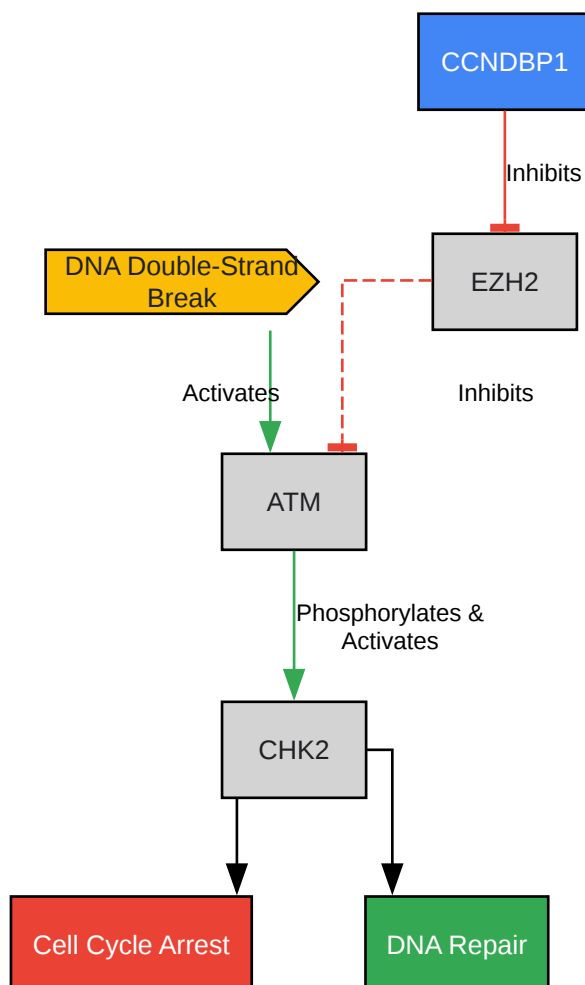 CCNDBP1
Inhibits
DNA Double-Strand
Break
EZH2
Activates
Inhibits
ATM
Phosphorylates &
Activates
CHK2
Cell Cycle Arrest
DNA Repair